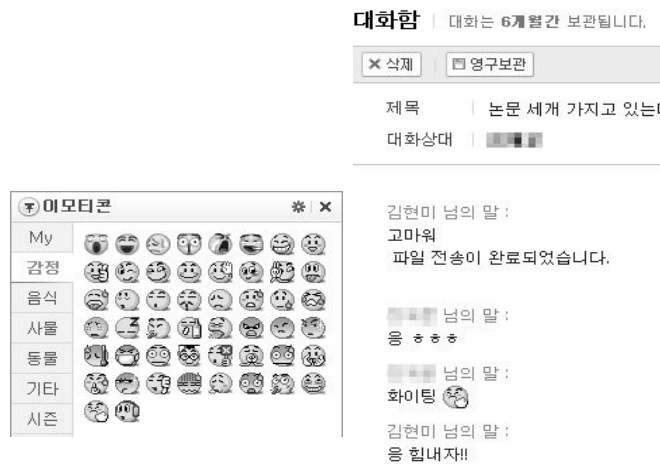 대화함 대화는 6개월간 보관됩니다.
삭제 영구보관
제목 논문 세개 가지고 있는
대화상대
이모티콘
My
감정
음식
사물
동물
기타
시즌
김현미 님의 말 :
고마워
파일 전송이 완료되었습니다.
님의 말 :
응 ㅎㅎㅎ
님의 말 :
화이팅
김현미 님의 말 :
응 힘내자!!